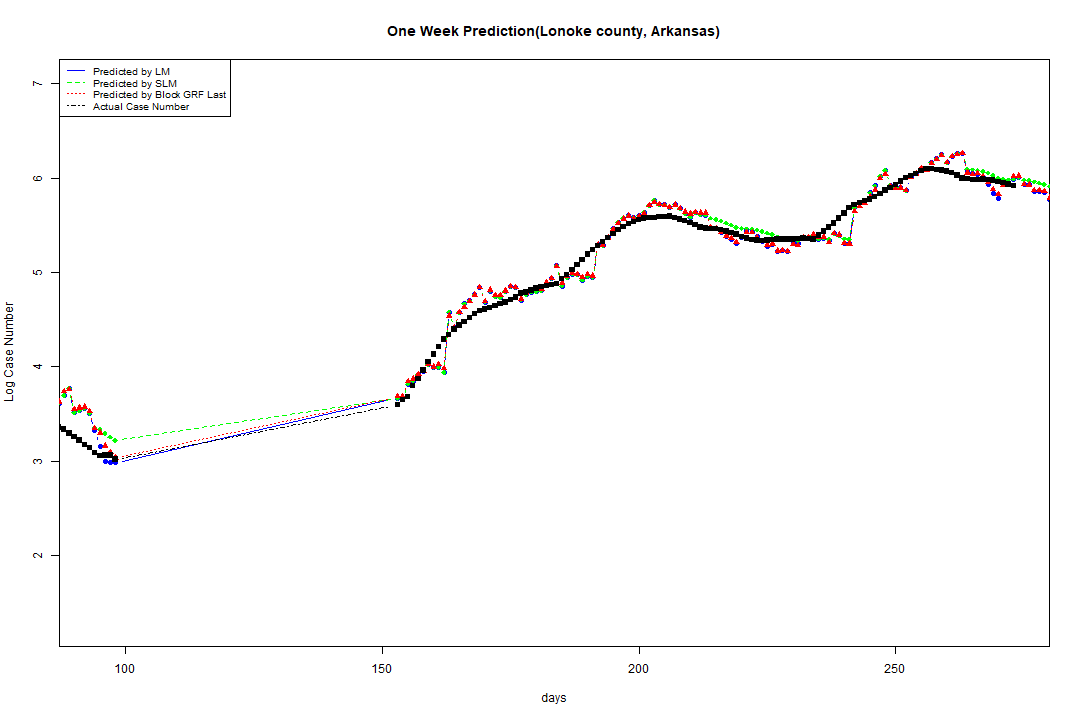 One Week Prediction(Lonoke county, Arkansas)
Predicted by LM
Predicted by SLM
Predicted by Block GRF Last
Actual Case Number
7
6
5
4
3
2
Log Case Number
100
150
200
250
days